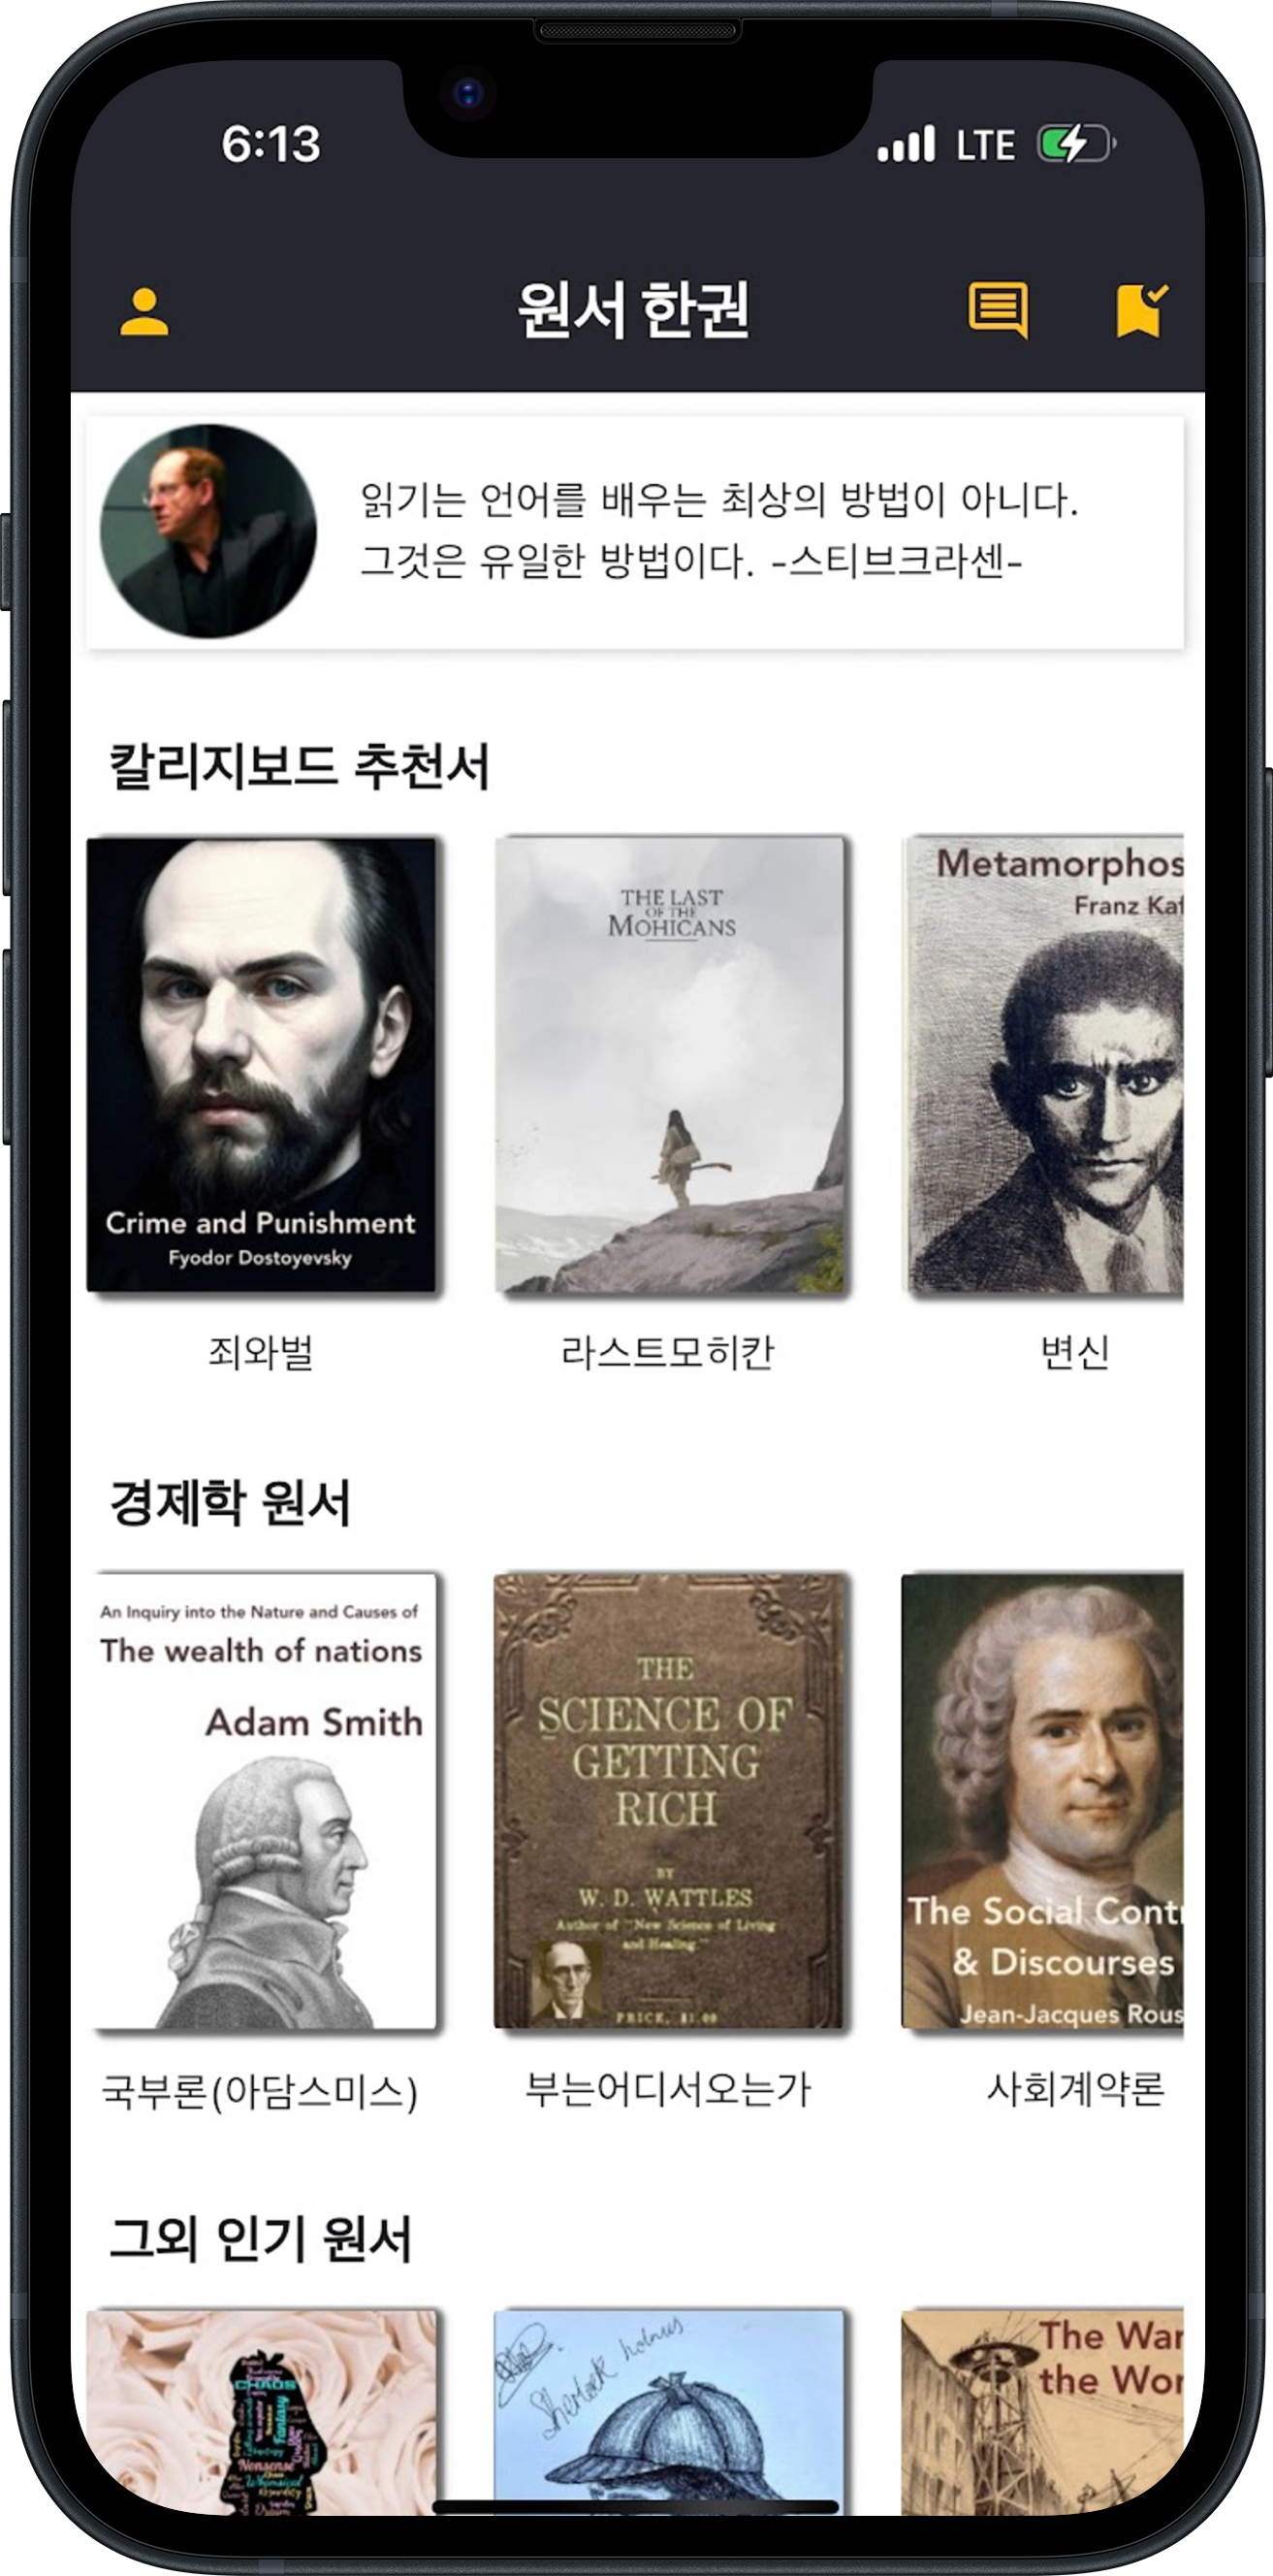 6:13 LTE
원서 한권
읽기는 언어를 배우는 최상의 방법이 아니다.
그것은 유일한 방법이다. -스티브크라센-
칼리지보드 추천서
Crime and Punishment
Fyodor Dostoyevsky
THE LAST
OF THE
MOHICANS
Metamorphos
Franz Kaf
죄와벌
라스트모히칸
변신
경제학 원서
An Inquiry into the Nature and Causes of
The wealth of nations
Adam Smith
THE
SCIENCE OF
GETTING
RICH
BY
W. D. WATTLES
Author of "New Science of Living
and Healing."
PRICE, $1.00
The Social Contr
& Discourses
Jean-Jacques Rous
국부론(아담스미스)
부는어디서오는가
사회계약론
그외 인기 원서
CHAOS
Fantasy
Nonsense
Whimsical
Sherlock holmes
The War
the Wor